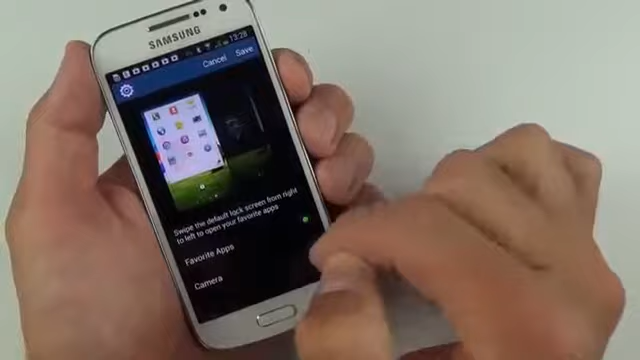 SAMSUNG
13:28
Cancel Save
Swipe the default lock screen from right
to left to open your favorite apps
Favorite Apps
Camera